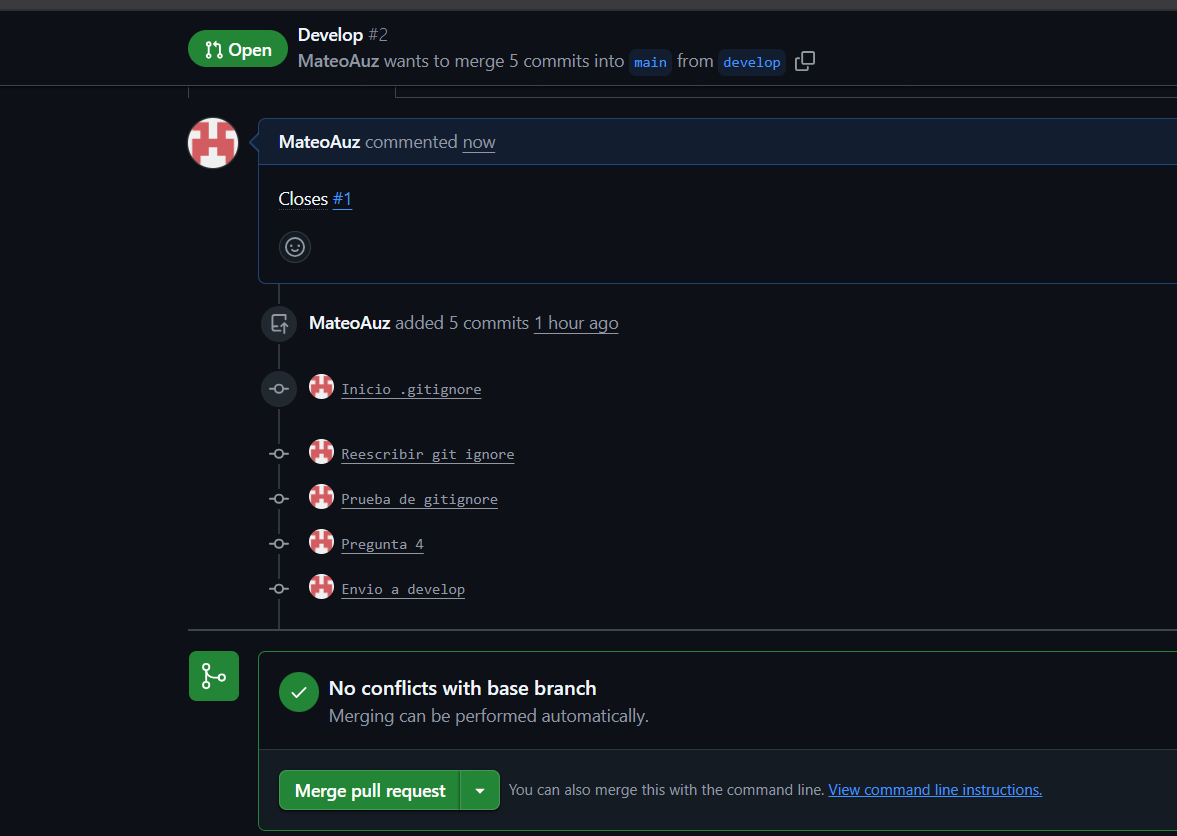 Open
Develop #2
MateoAuz wants to merge 5 commits into main from develop
MateoAuz commented now
Closes #1
MateoAuz added 5 commits 1 hour ago
Inicio .gitignore
Reescribir git ignore
Prueba de gitignore
Pregunta 4
Envio a develop
No conflicts with base branch
Merging can be performed automatically.
Merge pull request
You can also merge this with the command line. View command line instructions.